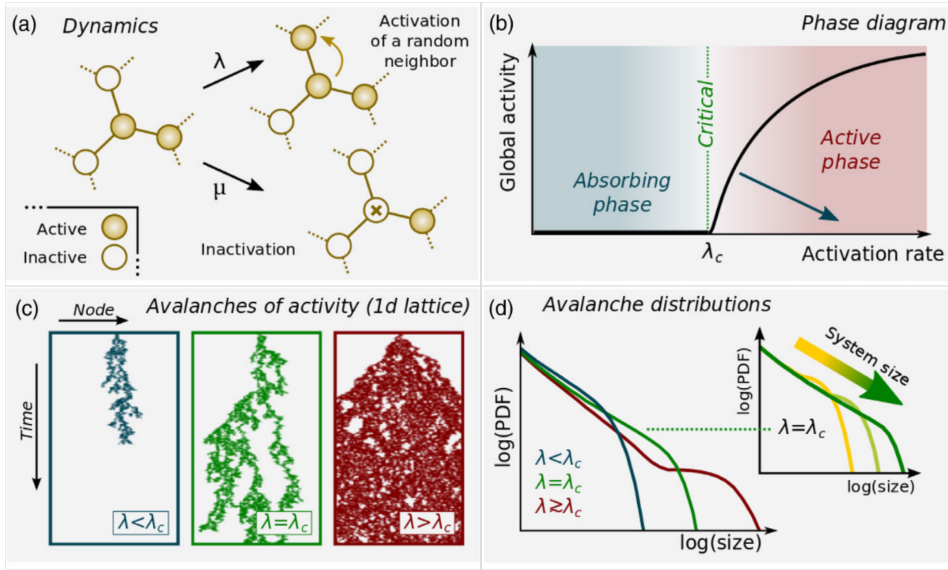 (a) Dynamics
Activation
of a random
neighbor
λ
μ
Active
Inactive
Inactivation
(b) Phase diagram
Global activity
Critical
Absorbing
phase
Active
phase
λc
Activation rate
(c) Avalanches of activity (1d lattice)
Node
Time
λ<λc
λ=λc
λ>λc
(d) Avalanche distributions
log(PDF)
λ<λc
λ=λc
λ≳λc
log(size)
λ=λc
log(PDF)
System size
log(size)